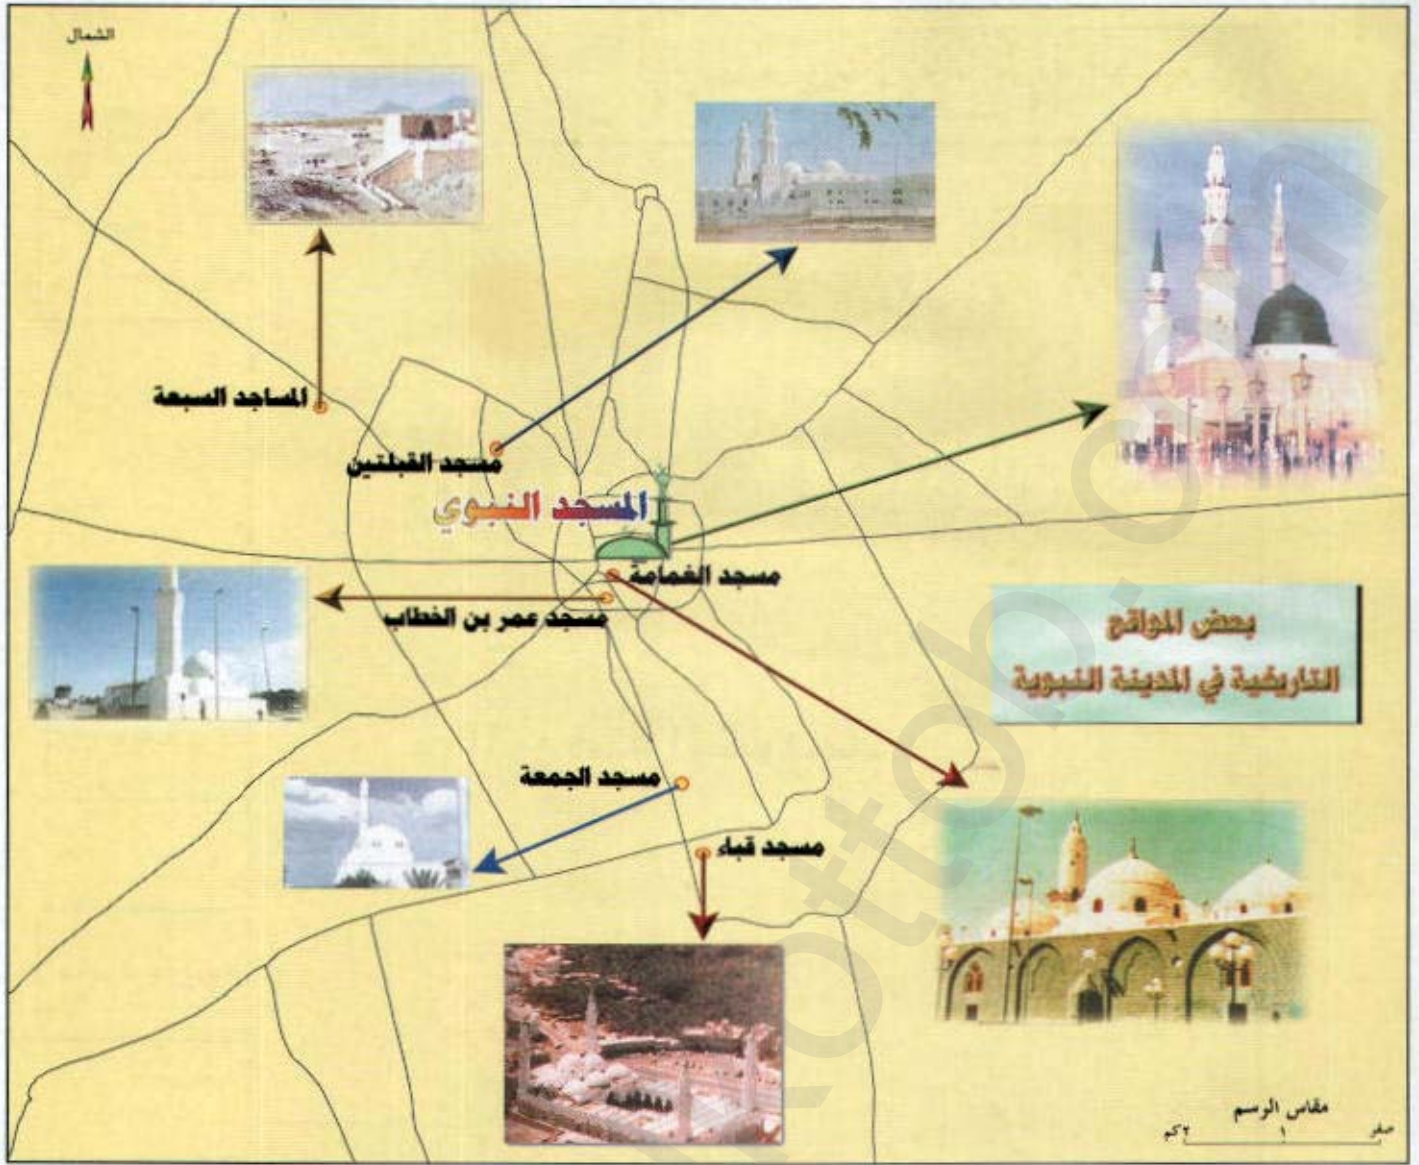 الشمال
المساجد السبعة
مسجد القبلتين
المسجد النبوي
مسجد الغمامة
مسجد عمر بن الخطاب
بعض المواقع
التاريخية في المدينة النبوية
مسجد الجمعة
مسجد قباء
مقاس الرسم
صفر ١ ٢كم